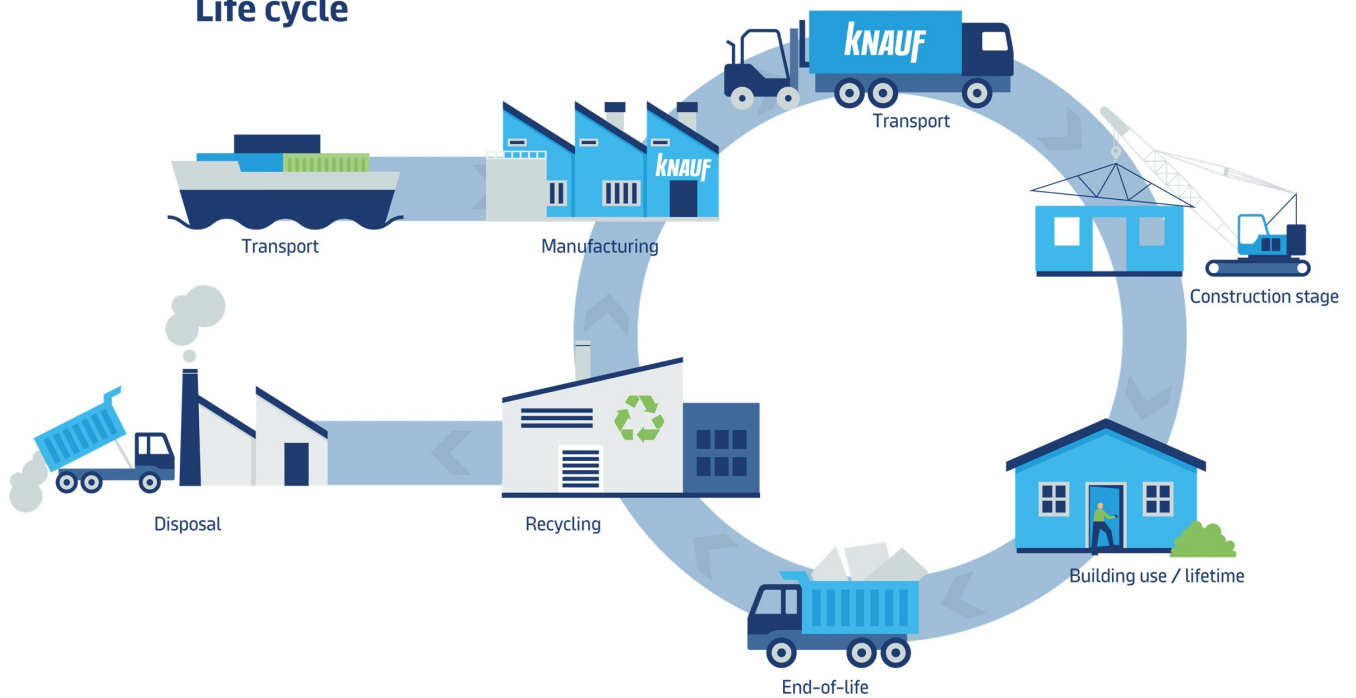 Life cycle
KNAUF
Transport
KNAUF
Transport
Manufacturing
Construction stage
Disposal
Recycling
Building use / lifetime
End-of-life